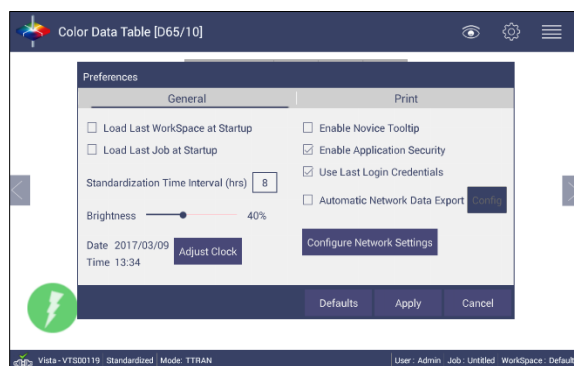 Color Data Table [D65/10]
Preferences
General
Print
Load Last WorkSpace at Startup
Load Last Job at Startup
Standardization Time Interval (hrs) 8
Brightness 40%
Date 2017/03/09
Time 13:34
Adjust Clock
Enable Novice Tooltip
Enable Application Security
Use Last Login Credentials
Automatic Network Data Export Config
Configure Network Settings
Defaults Apply Cancel
Vista - VTS00119 Standardized Mode: TTRAN User : Admin Job : Untitled WorkSpace : Default